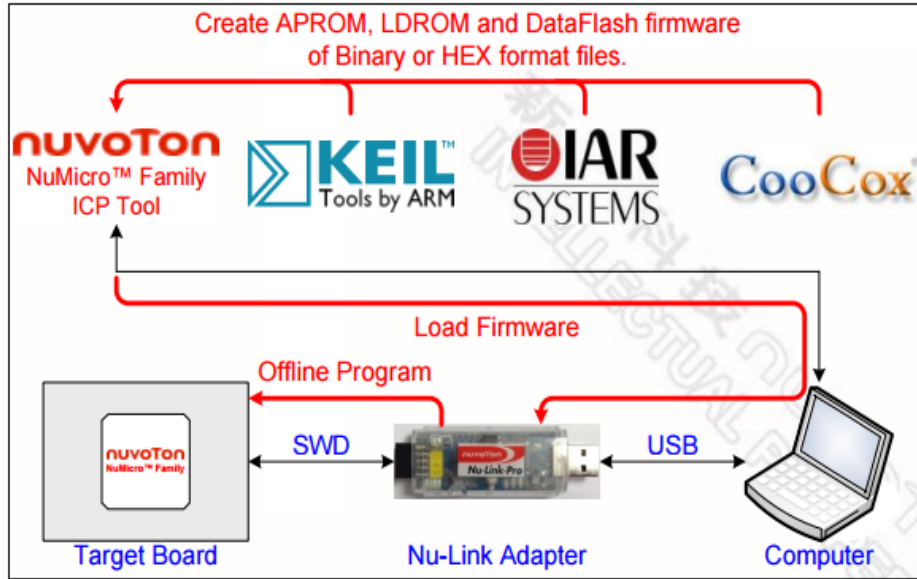 Create APROM, LDROM and DataFlash firmware
of Binary or HEX format files.
nuvoTon
NuMicro™ Family
ICP Tool
KEIL™
Tools by ARM
IAR
SYSTEMS
CooCox
Load Firmware
Offline Program
nuvoTon
NuMicro™ Family
SWD
nuvoTon
Nu-Link-Pro
USB
Target Board
Nu-Link Adapter
Computer